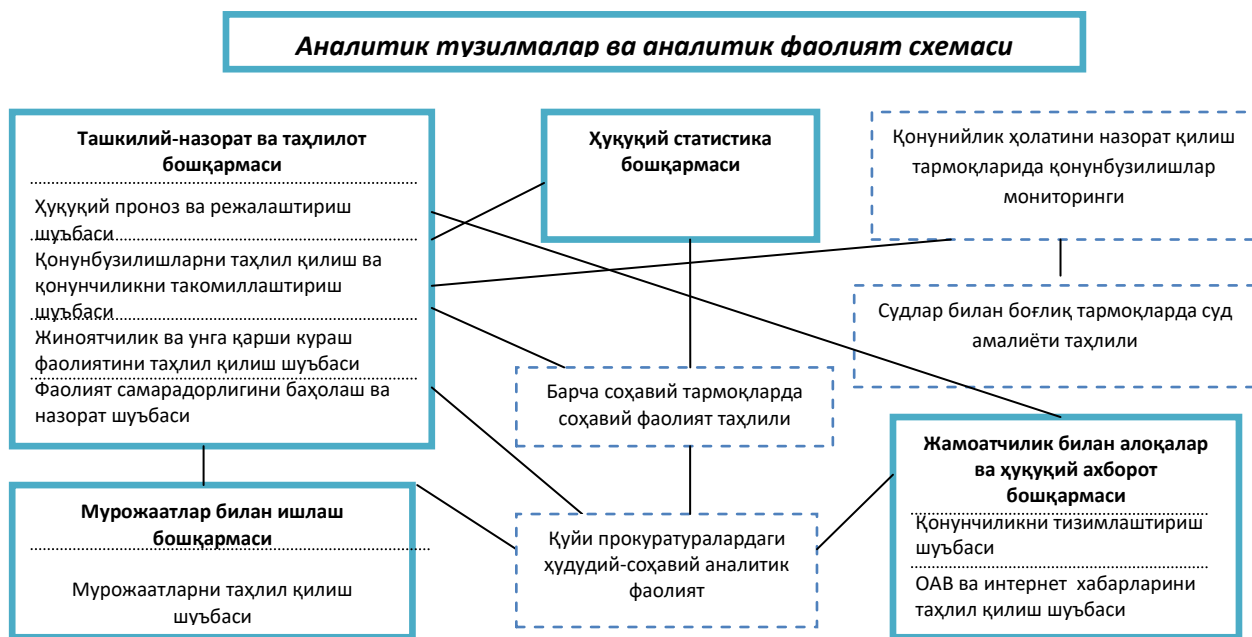 Аналитик тузилмалар ва аналитик фаолият схемаси
Ташкилий-назорат ва таҳлилот
бошқармаси
Ҳуқуқий проноз ва режалаштириш
шуъбаси
Қонунбузилишларни таҳлил қилиш ва
қонунчиликни такомиллаштириш
шуъбаси
Жиноятчилик ва унга қарши кураш
фаолиятини таҳлил қилиш шуъбаси
Фаолият самарадорлигини баҳолаш ва
назорат шуъбаси
Ҳуқуқий статистика
бошқармаси
Қонунийлик ҳолатини назорат қилиш
тармоқларида қонунбузилишлар
мониторинги
Судлар билан боғлиқ тармоқларда суд
амалиёти таҳлили
Барча соҳавий тармоқларда
соҳавий фаолият таҳлили
Жамоатчилик билан алоқалар
ва ҳуқуқий ахборот
бошқармаси
Қонунчиликни тизимлаштириш
шуъбаси
ОАВ ва интернет хабарларини
таҳлил қилиш шуъбаси
Мурожаатлар билан ишлаш
бошқармаси
Мурожаатларни таҳлил қилиш
шуъбаси
Қуйи прокуратуралардаги
ҳудудий-соҳавий аналитик
фаолият